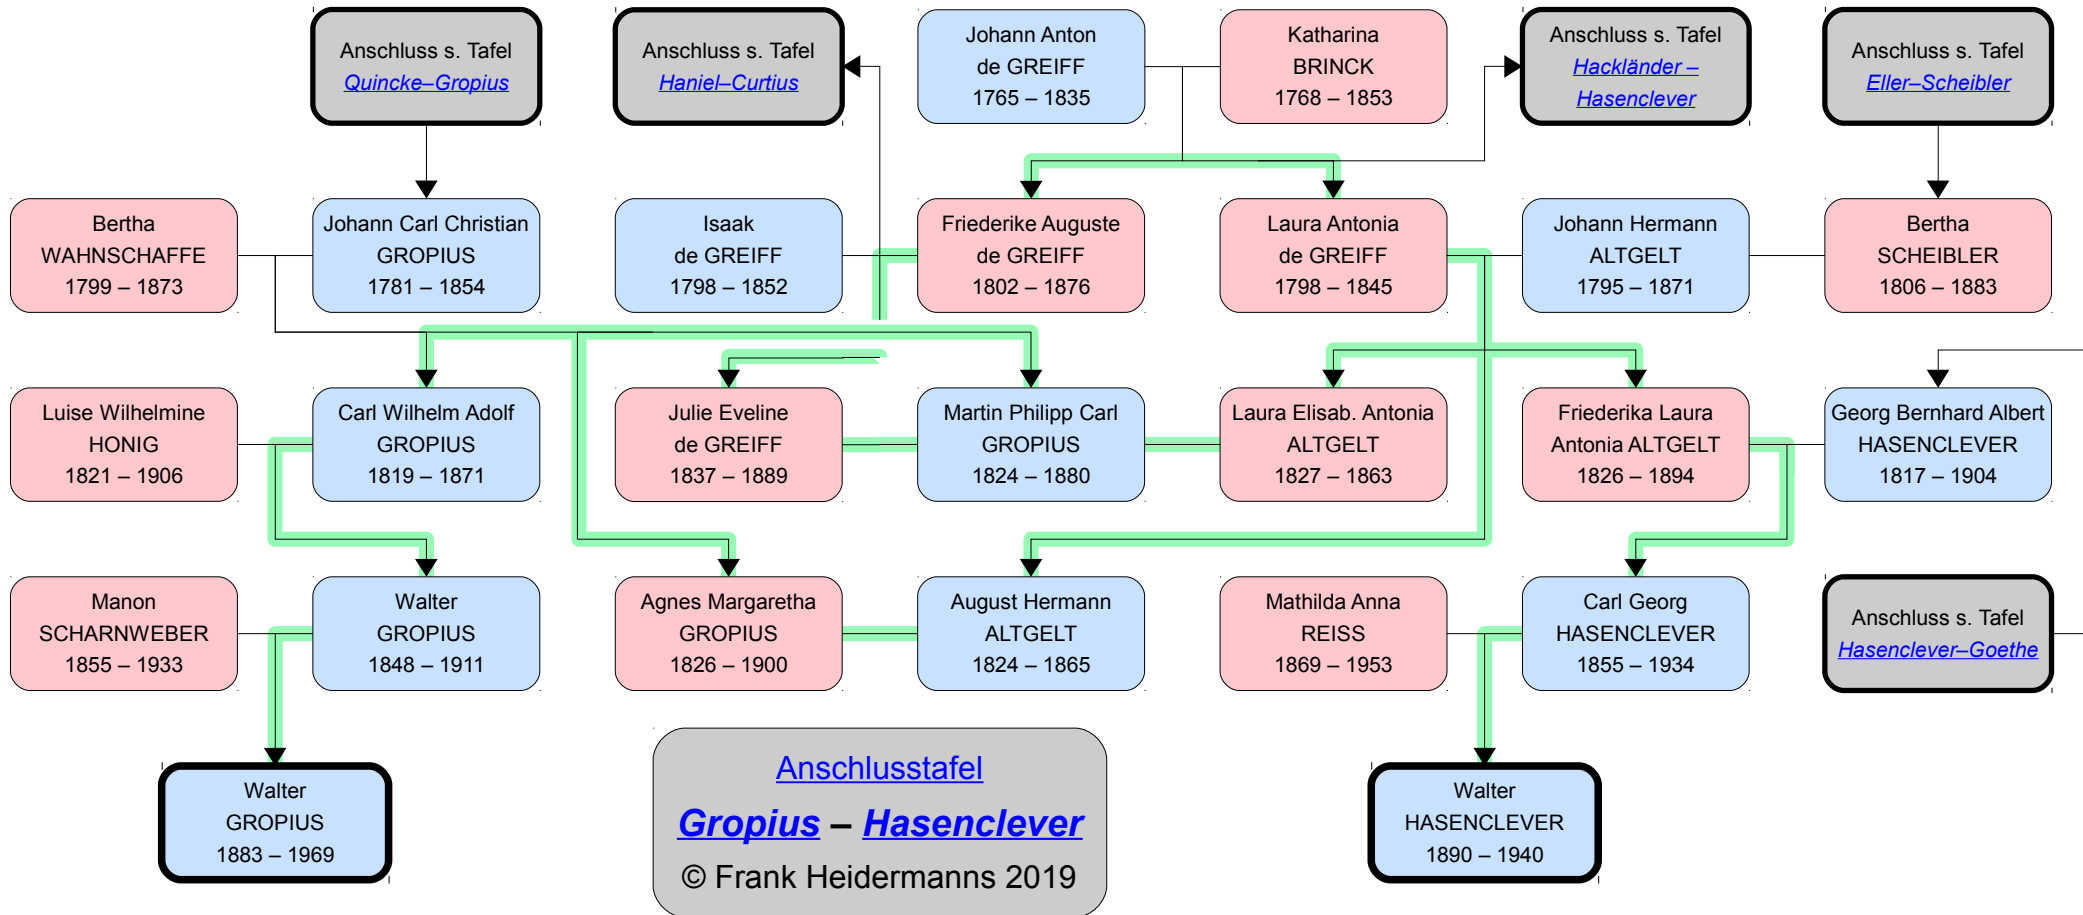 Anschluss s. Tafel
Quincke–Gropius
Anschluss s. Tafel
Haniel–Curtius
Johann Anton
de GREIFF
1765 – 1835
Katharina
BRINCK
1768 – 1853
Anschluss s. Tafel
Hackländer –
Hasenclever
Anschluss s. Tafel
Eller–Scheibler
Bertha
WAHNSCHAFFE
1799 – 1873
Johann Carl Christian
GROPIUS
1781 – 1854
Isaak
de GREIFF
1798 – 1852
Friederike Auguste
de GREIFF
1802 – 1876
Laura Antonia
de GREIFF
1798 – 1845
Johann Hermann
ALTGELT
1795 – 1871
Bertha
SCHEIBLER
1806 – 1883
Luise Wilhelmine
HONIG
1821 – 1906
Carl Wilhelm Adolf
GROPIUS
1819 – 1871
Julie Eveline
de GREIFF
1837 – 1889
Martin Philipp Carl
GROPIUS
1824 – 1880
Laura Elisab. Antonia
ALTGELT
1827 – 1863
Friederika Laura
Antonia ALTGELT
1826 – 1894
Georg Bernhard Albert
HASENCLEVER
1817 – 1904
Manon
SCHARNWEBER
1855 – 1933
Walter
GROPIUS
1848 – 1911
Agnes Margaretha
GROPIUS
1826 – 1900
August Hermann
ALTGELT
1824 – 1865
Mathilda Anna
REISS
1869 – 1953
Carl Georg
HASENCLEVER
1855 – 1934
Anschluss s. Tafel
Hasenclever–Goethe
Walter
GROPIUS
1883 – 1969
Anschlusstafel
Gropius – Hasenclever
© Frank Heidermanns 2019
Walter
HASENCLEVER
1890 – 1940